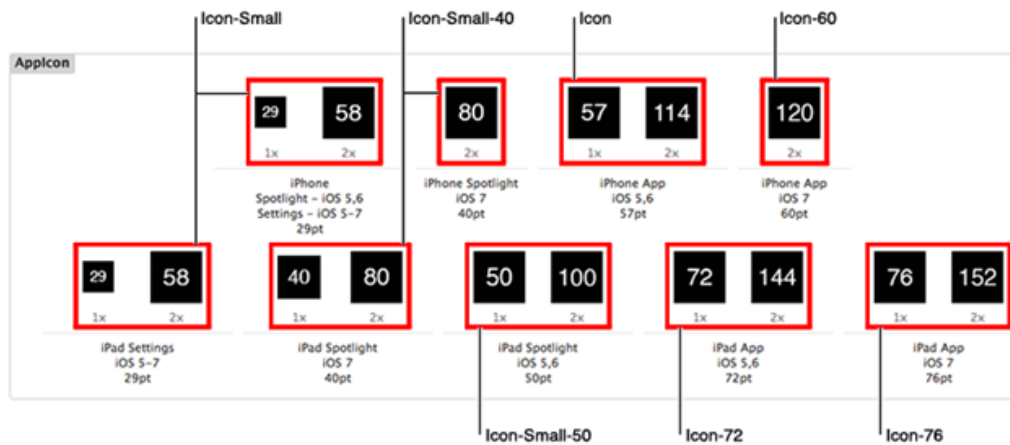 Icon-Small
Icon-Small-40
Icon
Icon-60
AppIcon
29
58
80
57
114
120
1x
2x
2x
1x
2x
2x
iPhone
Spotlight – iOS 5,6
Settings – iOS 5–7
29pt
iPhone Spotlight
iOS 7
40pt
iPhone App
iOS 5,6
57pt
iPhone App
iOS 7
60pt
29
58
40
80
50
100
72
144
76
152
1x
2x
1x
2x
1x
2x
1x
2x
1x
2x
iPad Settings
iOS 5–7
29pt
iPad Spotlight
iOS 7
40pt
iPad Spotlight
iOS 5,6
50pt
iPad App
iOS 5,6
72pt
iPad App
iOS 7
76pt
Icon-Small-50
Icon-72
Icon-76